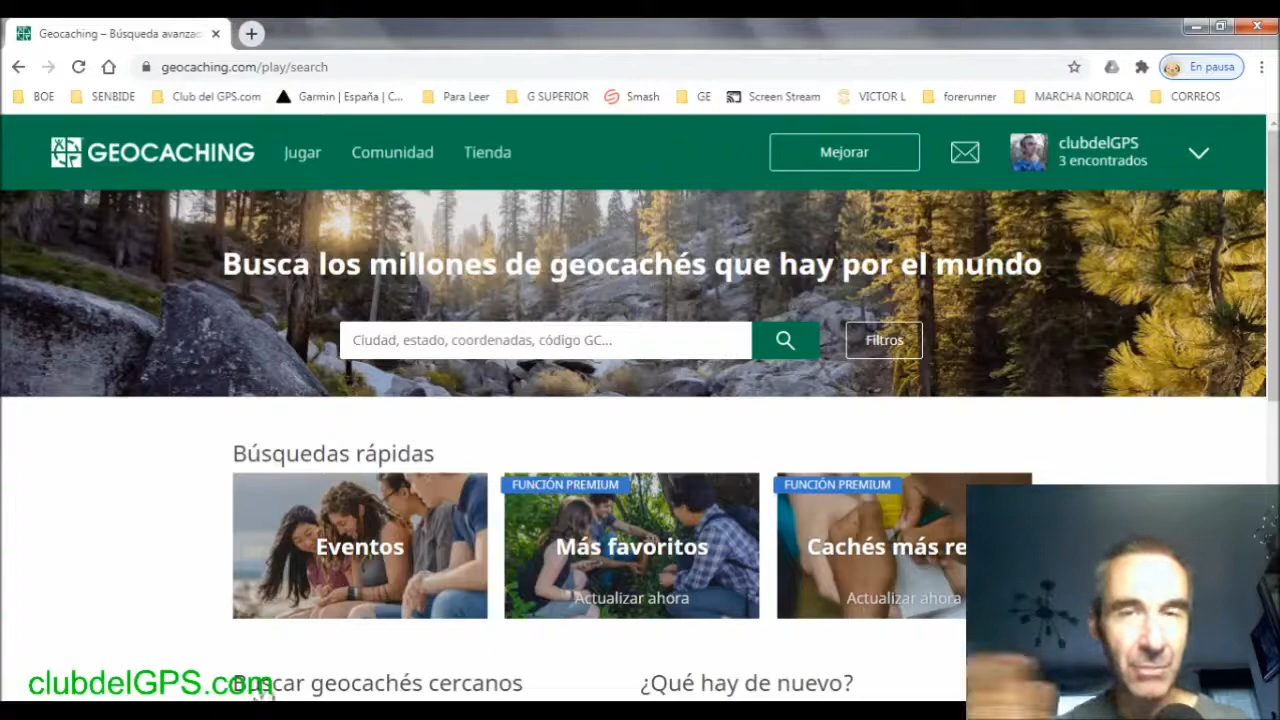 Geocaching – Búsqueda avanzad
geocaching.com/play/search
En pausa
BOE
SENBIDE
Club del GPS.com
Garmin | España | C...
Para Leer
G SUPERIOR
Smash
GE
Screen Stream
VICTOR L
forerunner
MARCHA NORDICA
CORREOS
GEOCACHING
Jugar
Comunidad
Tienda
Mejorar
clubdelGPS
3 encontrados
Busca los millones de geocachés que hay por el mundo
Ciudad, estado, coordenadas, código GC...
Filtros
Búsquedas rápidas
Eventos
FUNCIÓN PREMIUM
Más favoritos
Actualizar ahora
FUNCIÓN PREMIUM
Cachés más re
Actualizar ahora
clubdelGPS.com
Buscar geocachés cercanos
¿Qué hay de nuevo?